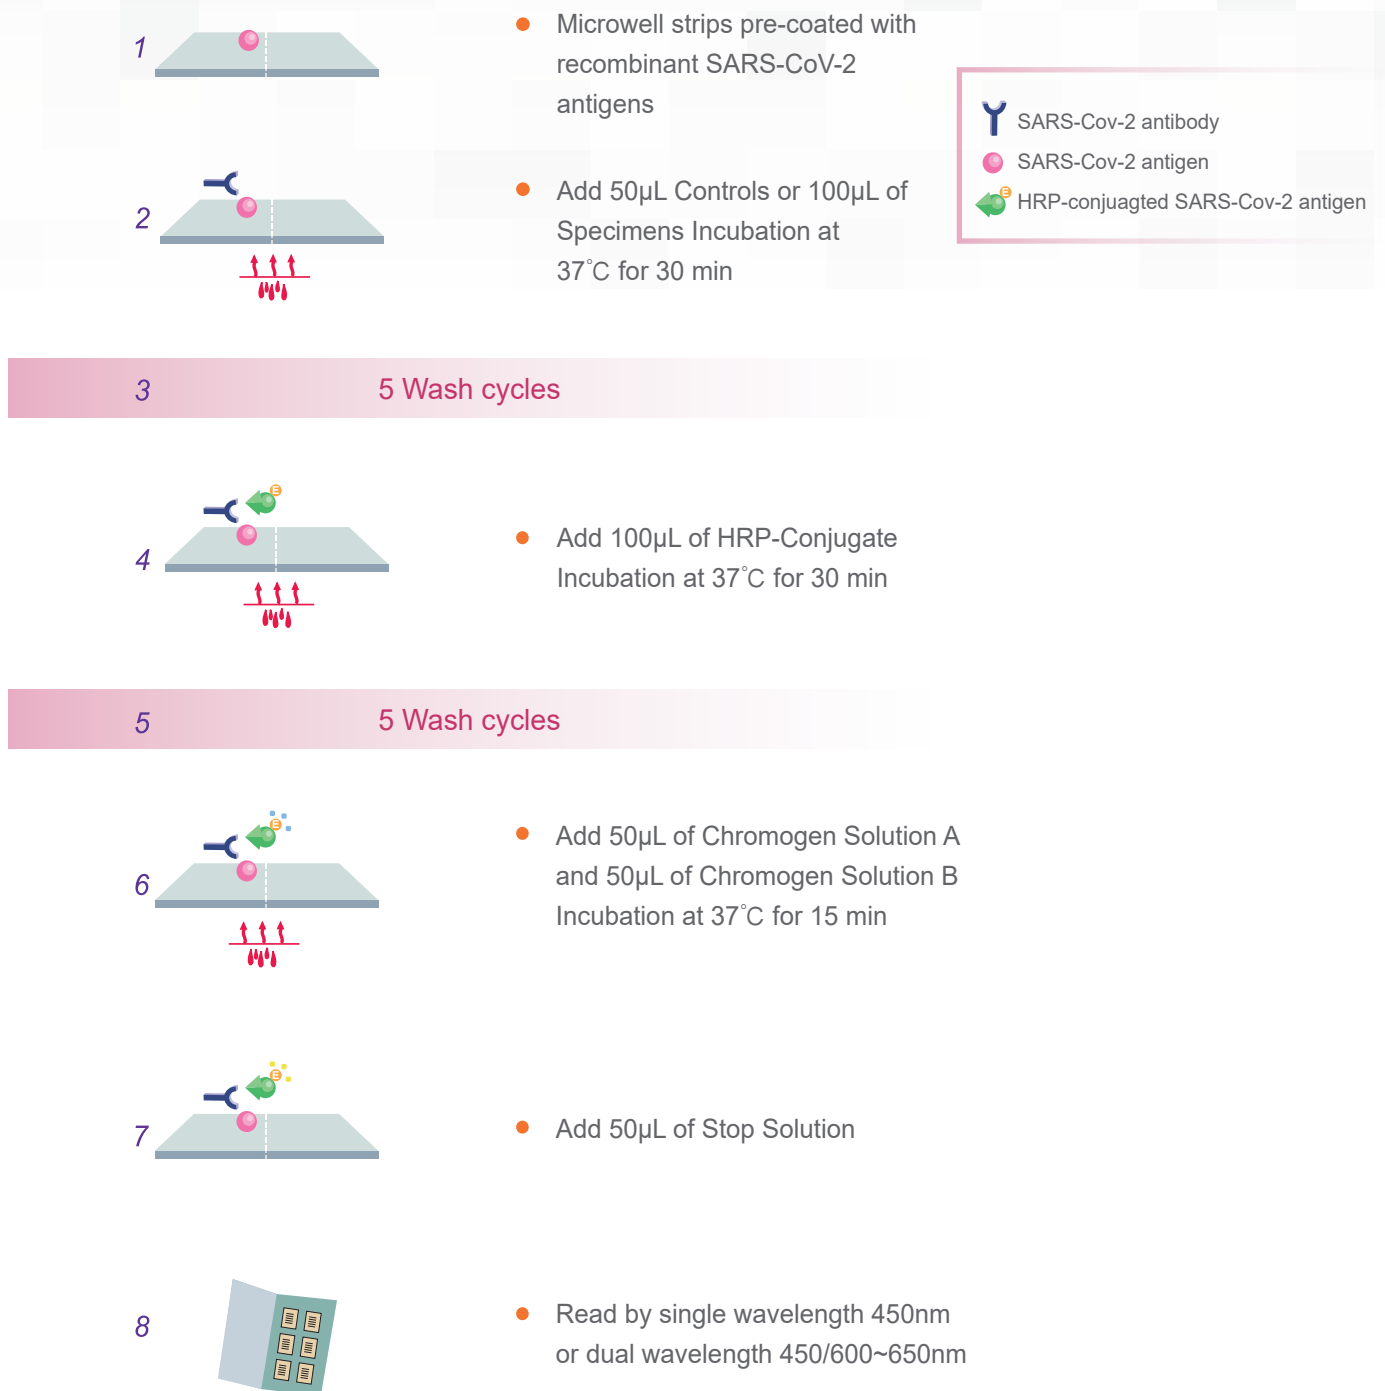 1
Microwell strips pre-coated with
recombinant SARS-CoV-2
antigens
SARS-Cov-2 antibody
SARS-Cov-2 antigen
E
HRP-conjuagted SARS-Cov-2 antigen
2
Add 50μL Controls or 100μL of
Specimens Incubation at
37℃ for 30 min
3
5 Wash cycles
E
4
Add 100μL of HRP-Conjugate
Incubation at 37℃ for 30 min
5
5 Wash cycles
E
6
Add 50μL of Chromogen Solution A
and 50μL of Chromogen Solution B
Incubation at 37℃ for 15 min
E
7
Add 50μL of Stop Solution
8
Read by single wavelength 450nm
or dual wavelength 450/600~650nm